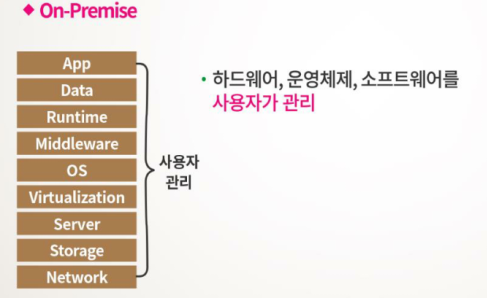 ◆ On-Premise
App
Data
Runtime
Middleware
OS
Virtualization
Server
Storage
Network
사용자
관리
• 하드웨어, 운영체제, 소프트웨어를
사용자가 관리